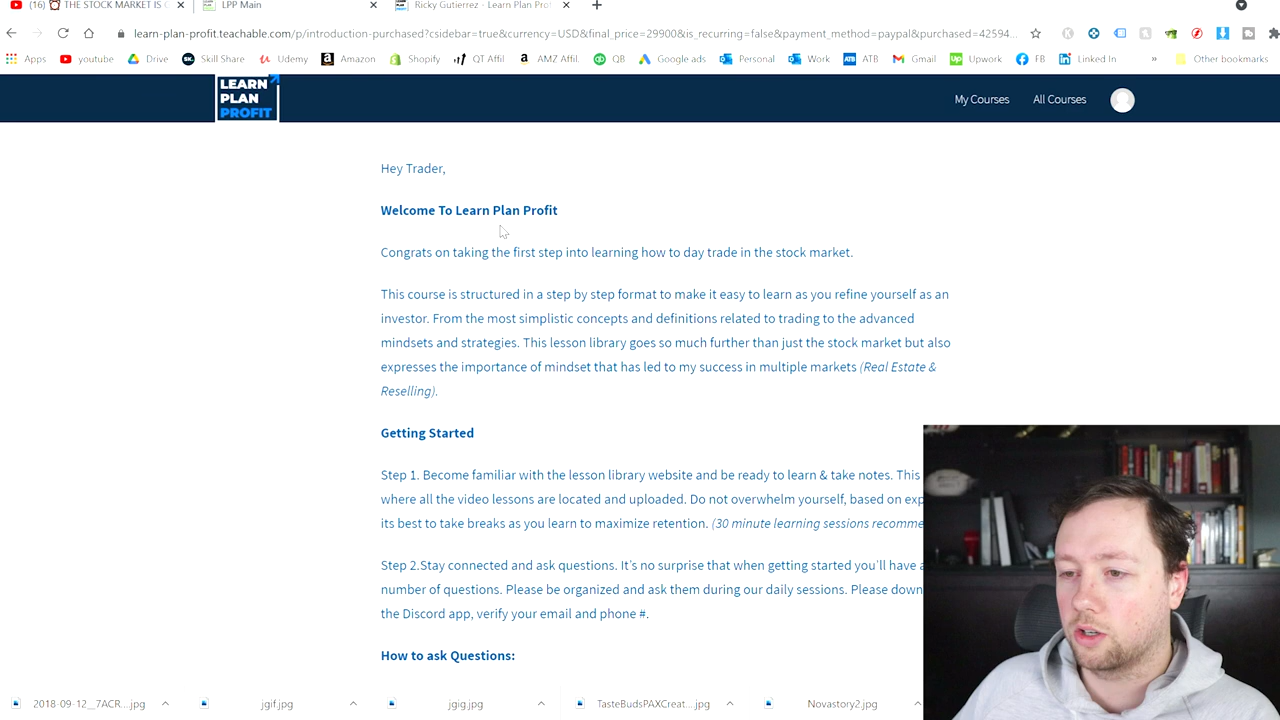 (16) THE STOCK MARKET IS
LPP Main
Ricky Gutierrez - Learn Plan Prof
learn-plan-profit.teachable.com/p/introduction-purchased?csidebar=true&currency=USD&final_price=29900&is_recurring=false&payment_method=paypal&purchased=42594...
Apps youtube Drive Skill Share Udemy Amazon Shopify QT Affil AMZ Affil. QB Google ads Personal Work ATB Gmail Upwork FB Linked In » Other bookmarks
LEARN
PLAN
PROFIT
My Courses All Courses
Hey Trader,
Welcome To Learn Plan Profit
Congrats on taking the first step into learning how to day trade in the stock market.
This course is structured in a step by step format to make it easy to learn as you refine yourself as an
investor. From the most simplistic concepts and definitions related to trading to the advanced
mindsets and strategies. This lesson library goes so much further than just the stock market but also
expresses the importance of mindset that has led to my success in multiple markets (Real Estate &
Reselling).
Getting Started
Step 1. Become familiar with the lesson library website and be ready to learn & take notes. This
where all the video lessons are located and uploaded. Do not overwhelm yourself, based on exp
its best to take breaks as you learn to maximize retention. (30 minute learning sessions recomme
Step 2.Stay connected and ask questions. It's no surprise that when getting started you'll have a
number of questions. Please be organized and ask them during our daily sessions. Please down
the Discord app, verify your email and phone #.
How to ask Questions:
2018-09-12__7ACR....jpg
jgif.jpg
jgig.jpg
TasteBudsPAXCreat....jpg
Novastory2.jpg